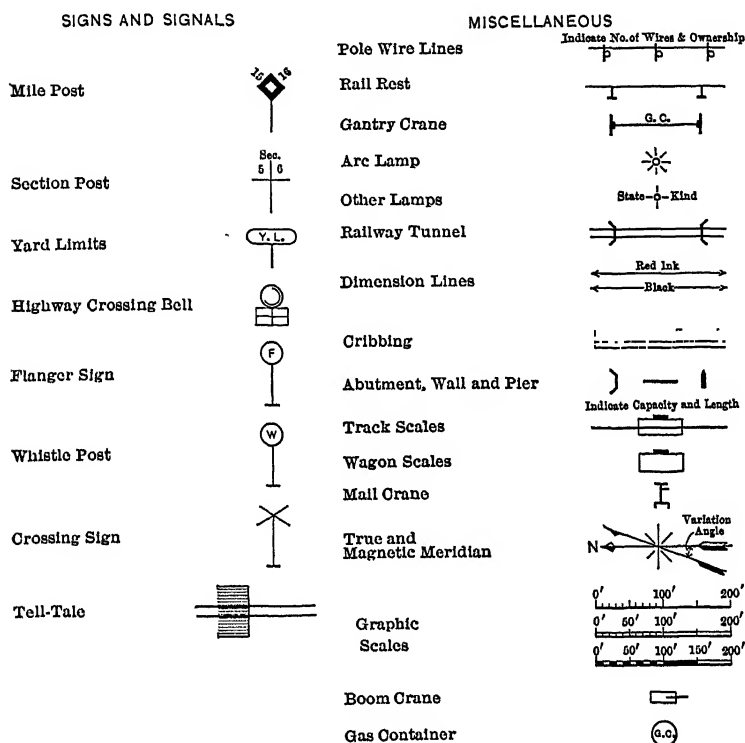 SIGNS AND SIGNALS
Mile Post
15 16
Section Post
Sec.
5 6
Yard Limits
Y. L.
Highway Crossing Bell
Flanger Sign
F
Whistle Post
W
Crossing Sign
Tell-Tale
MISCELLANEOUS
Indicate No. of Wires & Ownership
Pole Wire Lines
Rail Rest
Gantry Crane
G. C.
Arc Lamp
Other Lamps
State Kind
Railway Tunnel
Dimension Lines
Red Ink
Black
Cribbing
Abutment, Wall and Pier
Indicate Capacity and Length
Track Scales
Wagon Scales
Mail Crane
True and
Magnetic Meridian
N
Variation
Angle
Graphic
Scales
0' 50' 100' 200'
0' 50' 100' 200'
0' 50' 100' 150' 200'
Boom Crane
Gas Container
G.C.